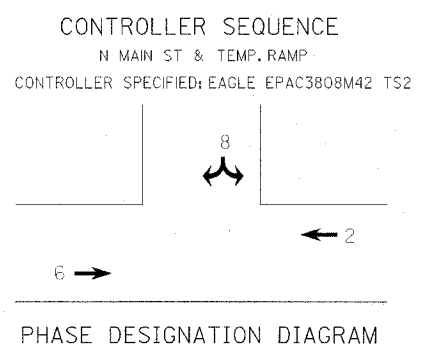 CONTROLLER SEQUENCE
N MAIN ST & TEMP. RAMP
CONTROLLER SPECIFIED: EAGLE EPAC3808M42 TS2
8
2
6
PHASE DESIGNATION DIAGRAM